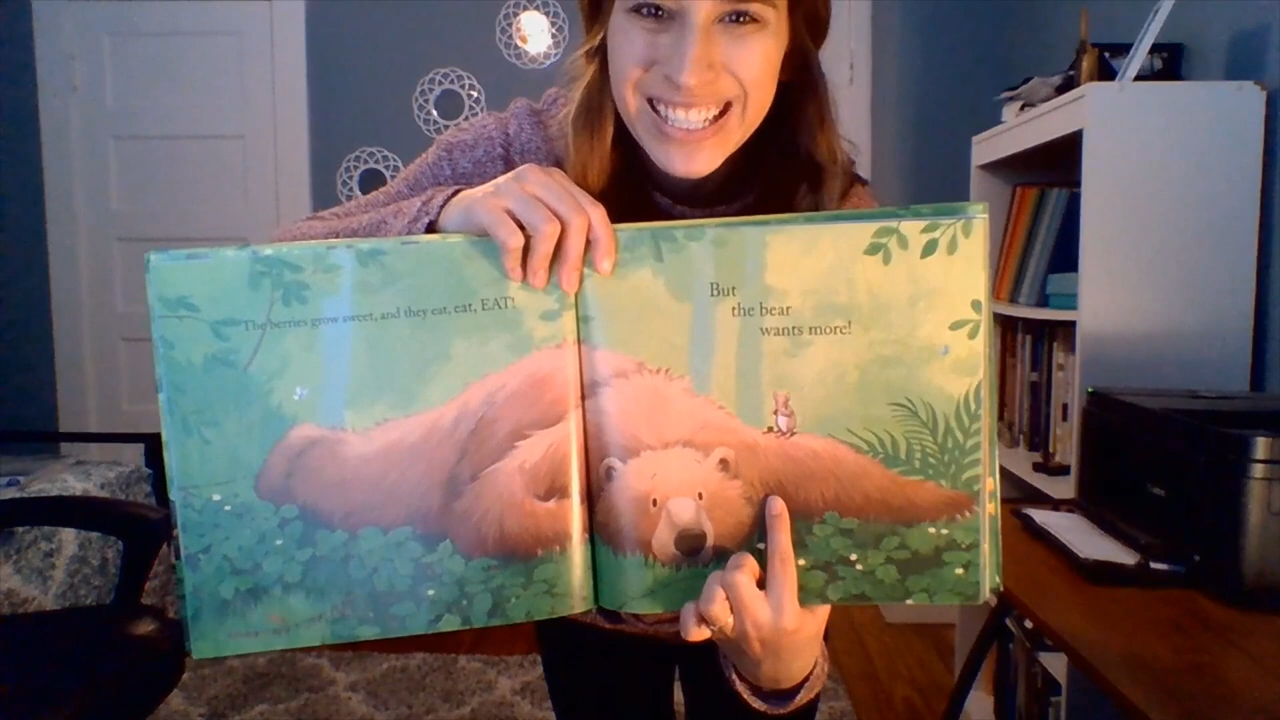 The berries grow sweet, and they eat, eat, EAT!
But
the bear
wants more!